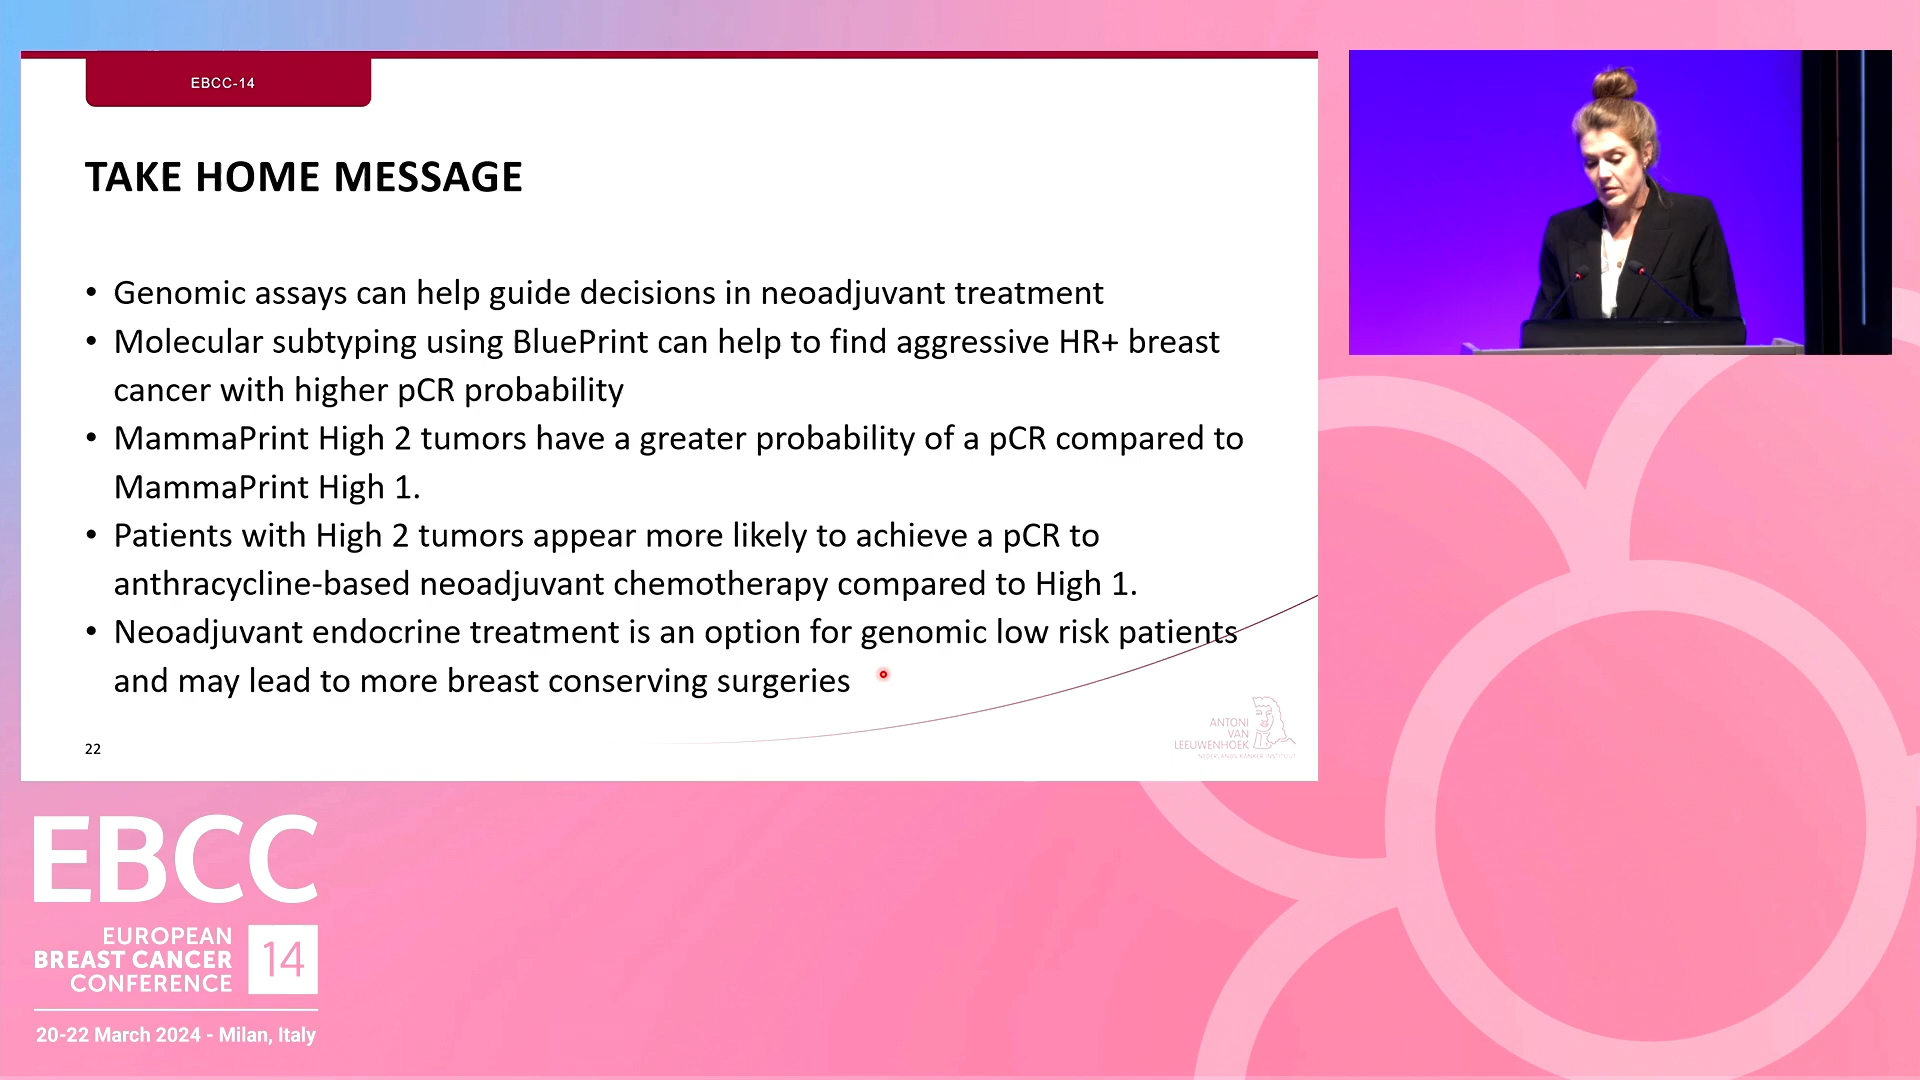 EBCC-14
TAKE HOME MESSAGE
• Genomic assays can help guide decisions in neoadjuvant treatment
• Molecular subtyping using BluePrint can help to find aggressive HR+ breast
cancer with higher pCR probability
• MammaPrint High 2 tumors have a greater probability of a pCR compared to
MammaPrint High 1.
• Patients with High 2 tumors appear more likely to achieve a pCR to
anthracycline-based neoadjuvant chemotherapy compared to High 1.
• Neoadjuvant endocrine treatment is an option for genomic low risk patients
and may lead to more breast conserving surgeries
22
ANTONI
VAN
LEEUWENHOEK
NEDERLANDS KANKER INSTITUUT
EBCC
EUROPEAN
BREAST CANCER
CONFERENCE
14
20-22 March 2024 - Milan, Italy